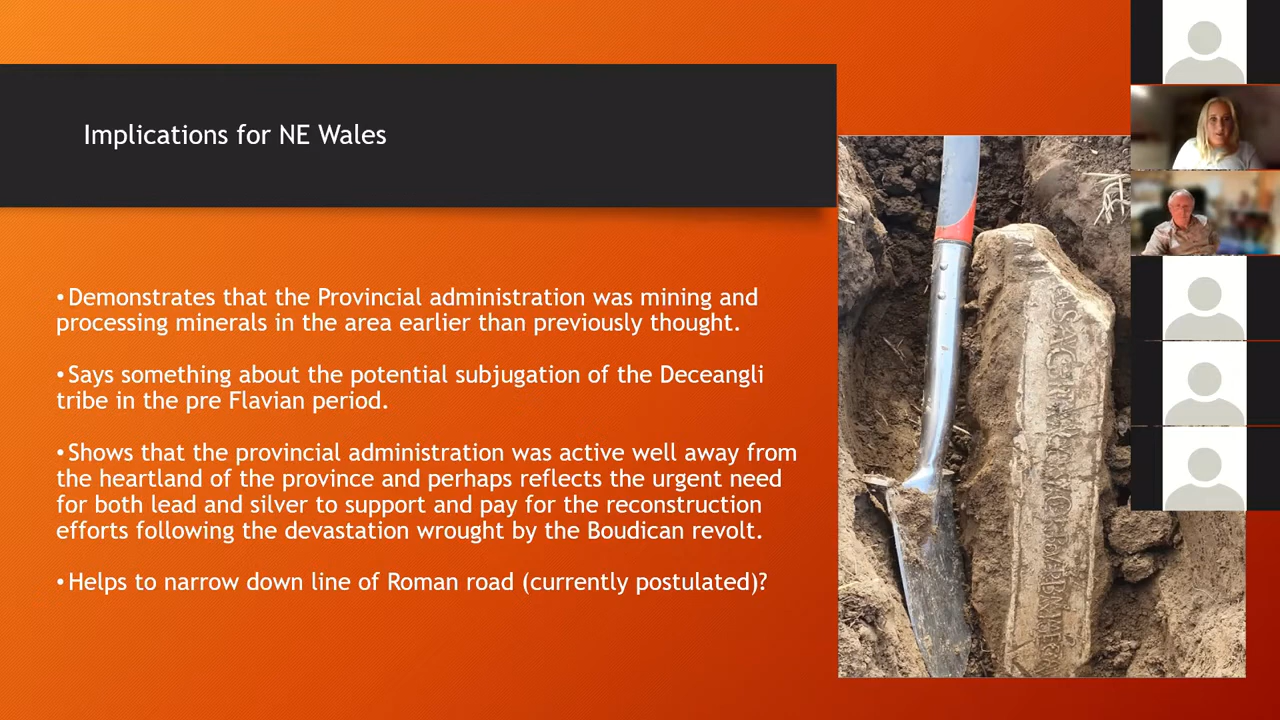 Implications for NE Wales
•Demonstrates that the Provincial administration was mining and
processing minerals in the area earlier than previously thought.
•Says something about the potential subjugation of the Deceangli
tribe in the pre Flavian period.
•Shows that the provincial administration was active well away from
the heartland of the province and perhaps reflects the urgent need
for both lead and silver to support and pay for the reconstruction
efforts following the devastation wrought by the Boudican revolt.
•Helps to narrow down line of Roman road (currently postulated)?